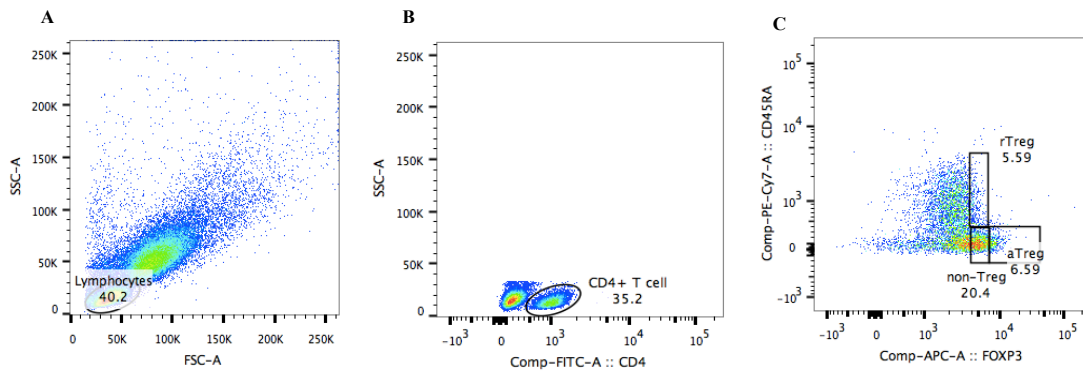 A
250K
200K
150K
100K
50K
0
SSC-A
Lymphocytes
40.2
0
50K
100K
150K
200K
250K
FSC-A
B
250K
200K
150K
100K
50K
0
SSC-A
CD4+ T cell
35.2
-10³
0
10³
10⁴
10⁵
Comp-FITC-A :: CD4
C
10⁵
10⁴
10³
0
-10³
Comp-PE-Cy7-A :: CD45RA
rTreg
5.59
aTreg
6.59
non-Treg
20.4
-10³
0
10³
10⁴
10⁵
Comp-APC-A :: FOXP3